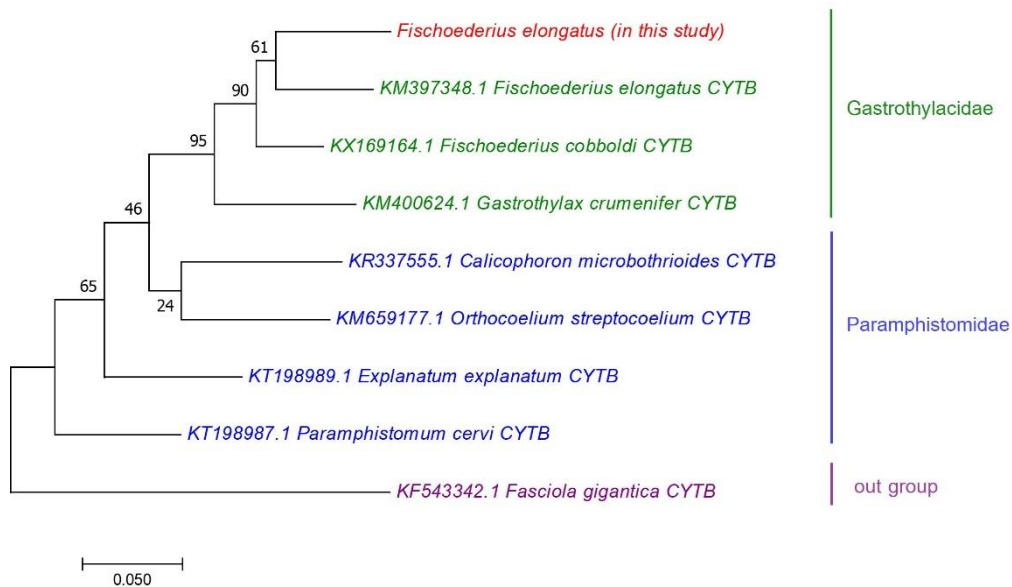 Fischoederius elongatus (in this study)
61
KM397348.1 Fischoederius elongatus CYTB
90
Gastrothylacidae
KX169164.1 Fischoederius cobboldi CYTB
95
KM400624.1 Gastrothylax crumenifer CYTB
46
KR337555.1 Calicophoron microbothrioides CYTB
65
24
KM659177.1 Orthocoelium streptocoelium CYTB
Paramphistomidae
KT198989.1 Explanatum explanatum CYTB
KT198987.1 Paramphistomum cervi CYTB
KF543342.1 Fasciola gigantica CYTB
out group
0.050